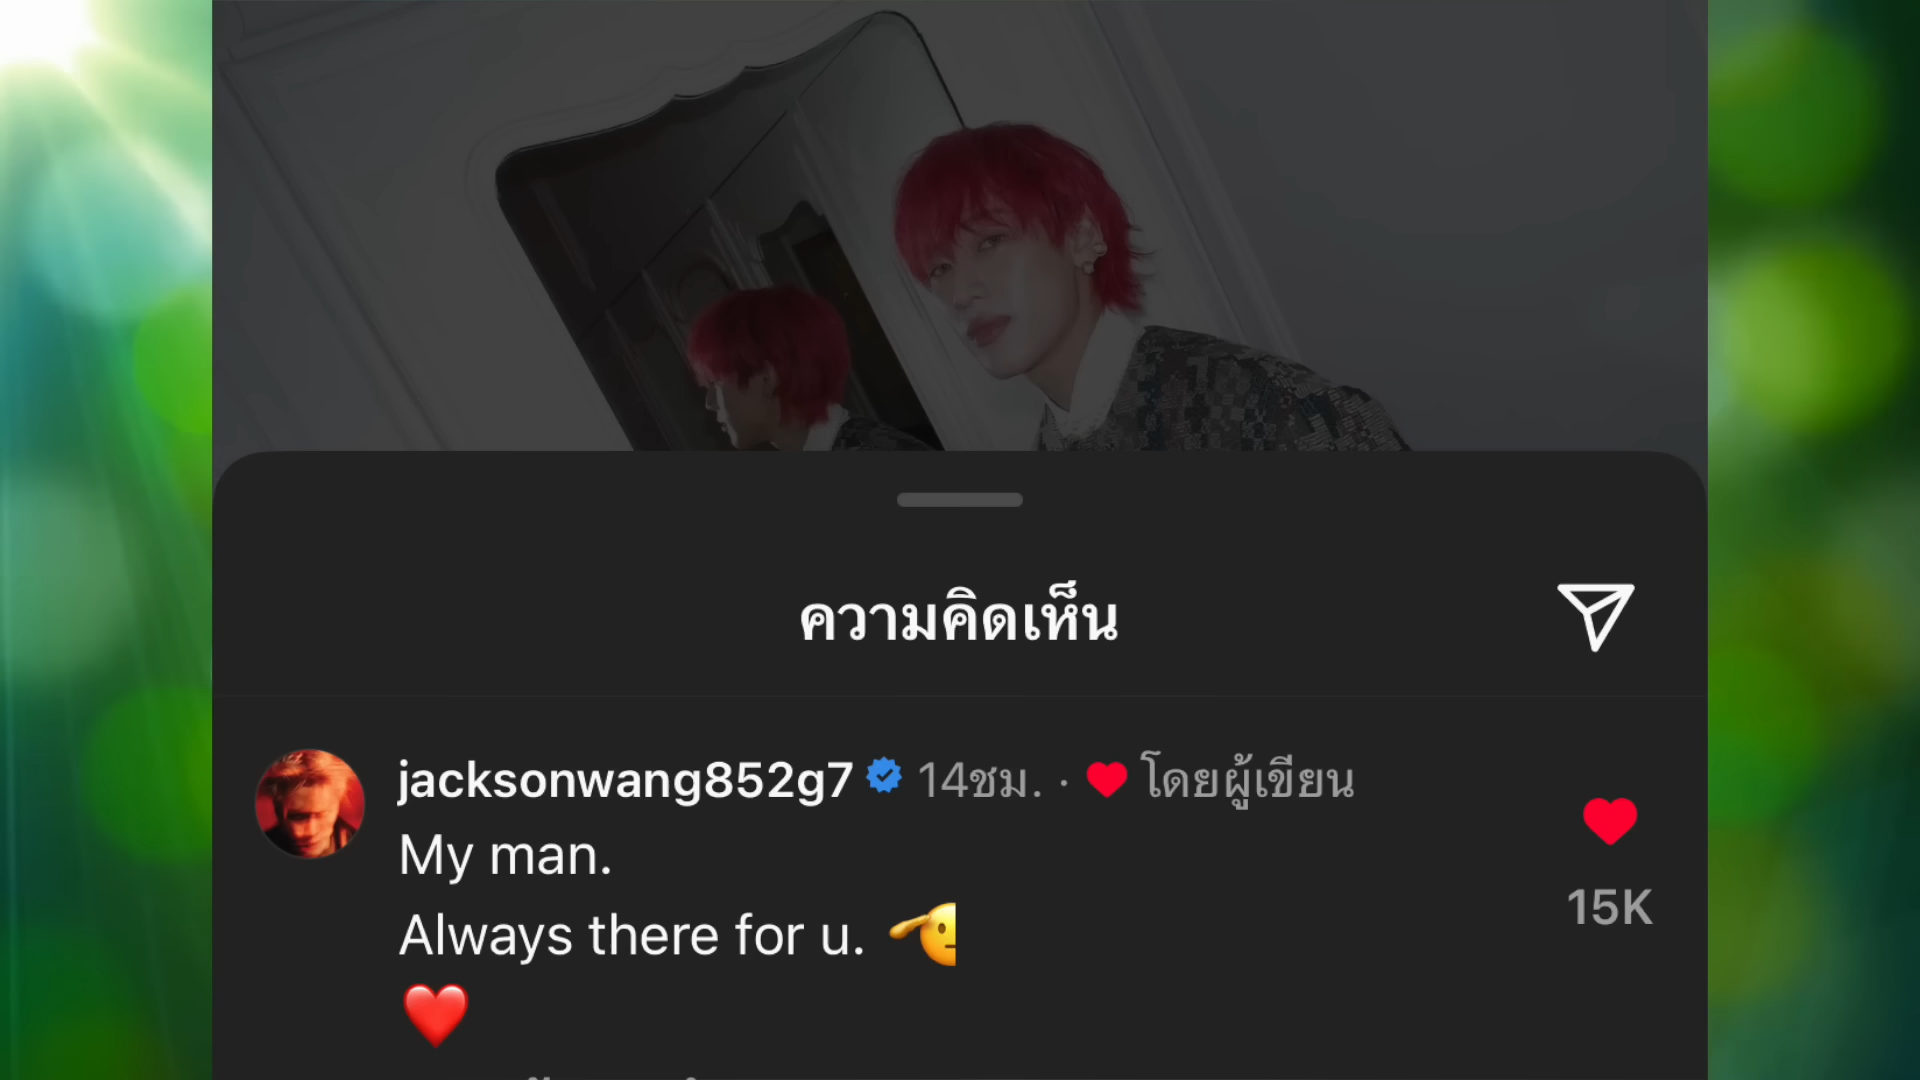 ความคิดเห็น
jacksonwang852g7 14ชม. · ❤ โดยผู้เขียน
My man.
Always there for u. 🫡
❤️
15K